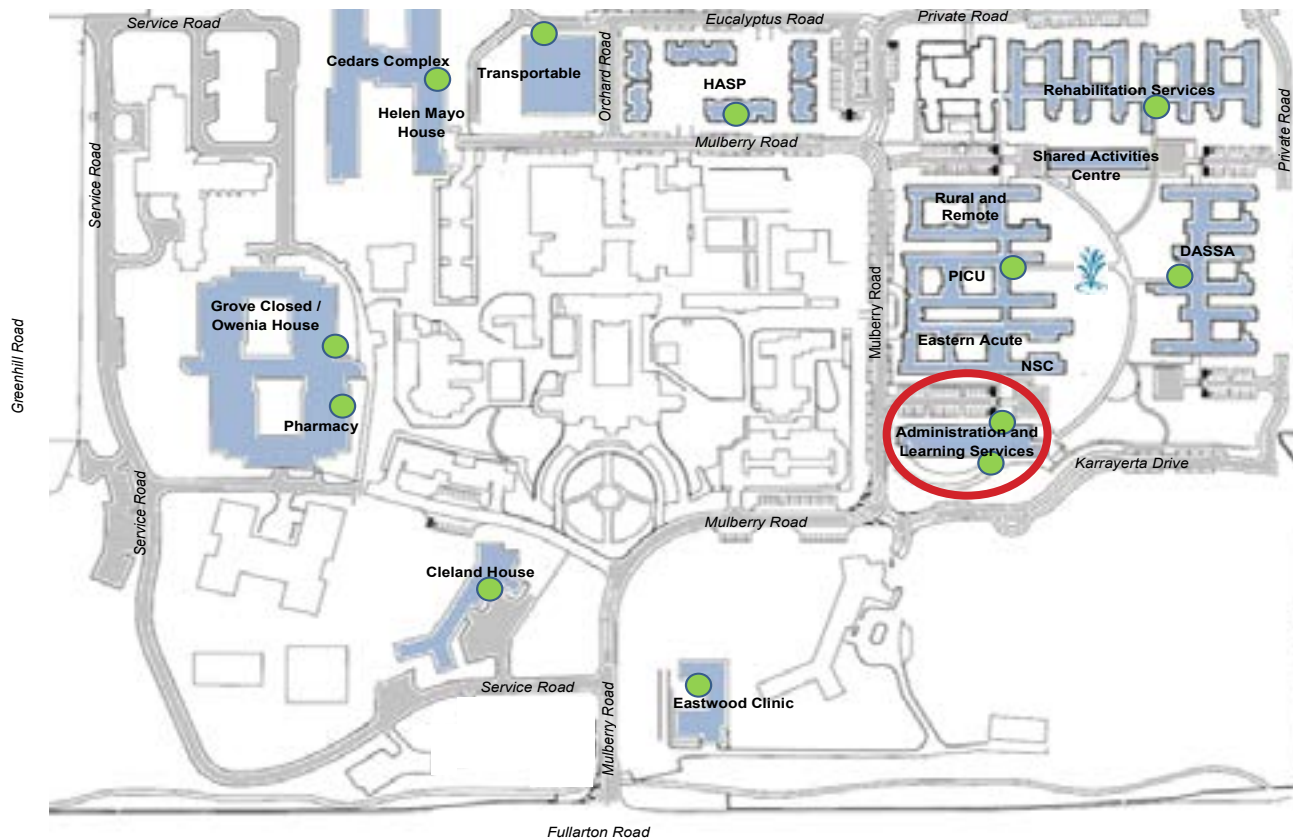 Service Road
Eucalyptus Road
Private Road
Cedars Complex
Transportable
Orchard Road
HASP
Rehabilitation Services
Private Road
Helen Mayo
House
Mulberry Road
Shared Activities
Centre
Service Road
Rural and
Remote
DASSA
PICU
Mulberry Road
Grove Closed /
Owenia House
Eastern Acute
NSC
Greenhill Road
Pharmacy
Administration and
Learning Services
Karrayerta Drive
Service Road
Mulberry Road
Cleland House
Service Road
Mulberry Road
Eastwood Clinic
Fullarton Road